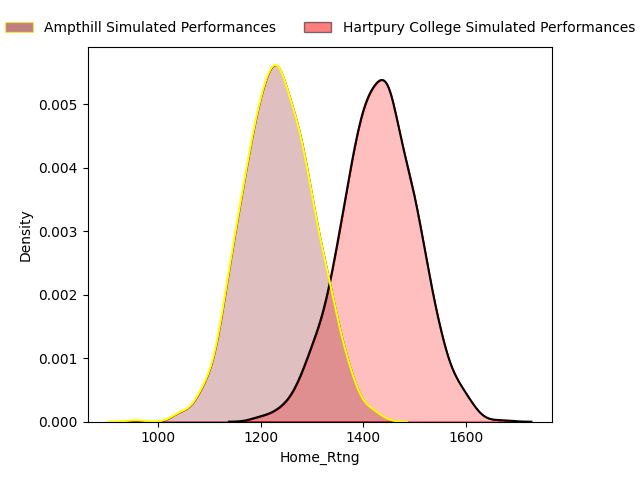 Ampthill Simulated Performances
Hartpury College Simulated Performances
Density
0.005
0.004
0.003
0.002
0.001
0.000
1000 1200 1400 1600
Home_Rtng